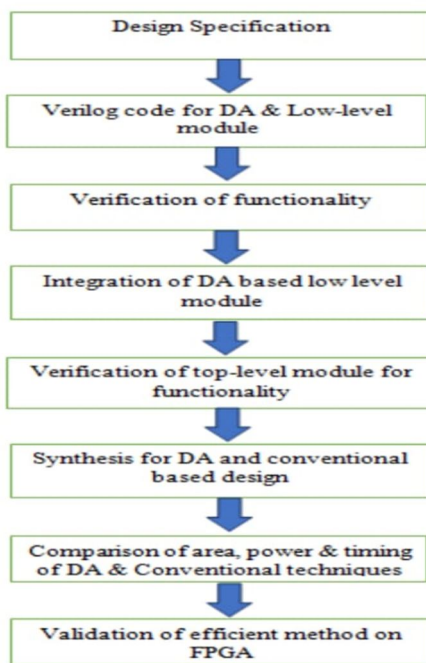 Design Specification
Verilog code for DA & Low-level
module
Verification of functionality
Integration of DA based low level
module
Verification of top-level module for
functionality
Synthesis for DA and conventional
based design
Comparison of area, power & timing
of DA & Conventional techniques
Validation of efficient method on
FPGA